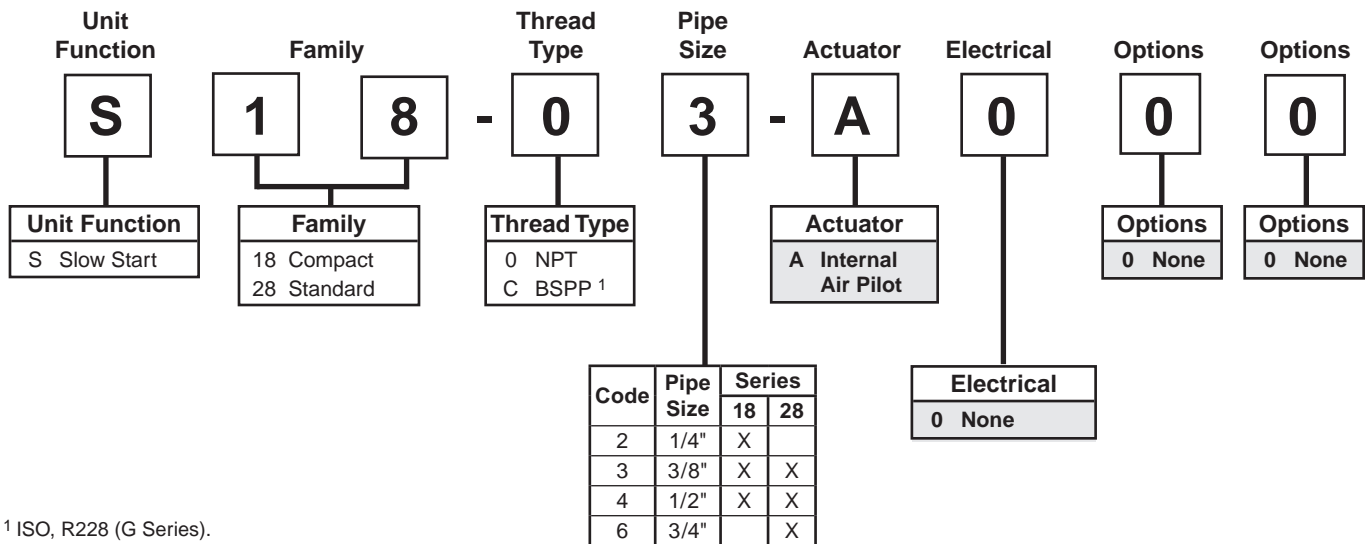 Unit Function Family Thread Type Pipe Size Actuator Electrical Options Options
S 1 8 - 0 3 - A 0 0 0
Unit Function
S Slow Start
Family
18 Compact
28 Standard
Thread Type
0 NPT
C BSPP 1
Actuator
A Internal
Air Pilot
Options
0 None
Options
0 None
Code Pipe Size Series
18 28
2 1/4" X
3 3/8" X X
4 1/2" X X
6 3/4" X
Electrical
0 None
1 ISO, R228 (G Series).